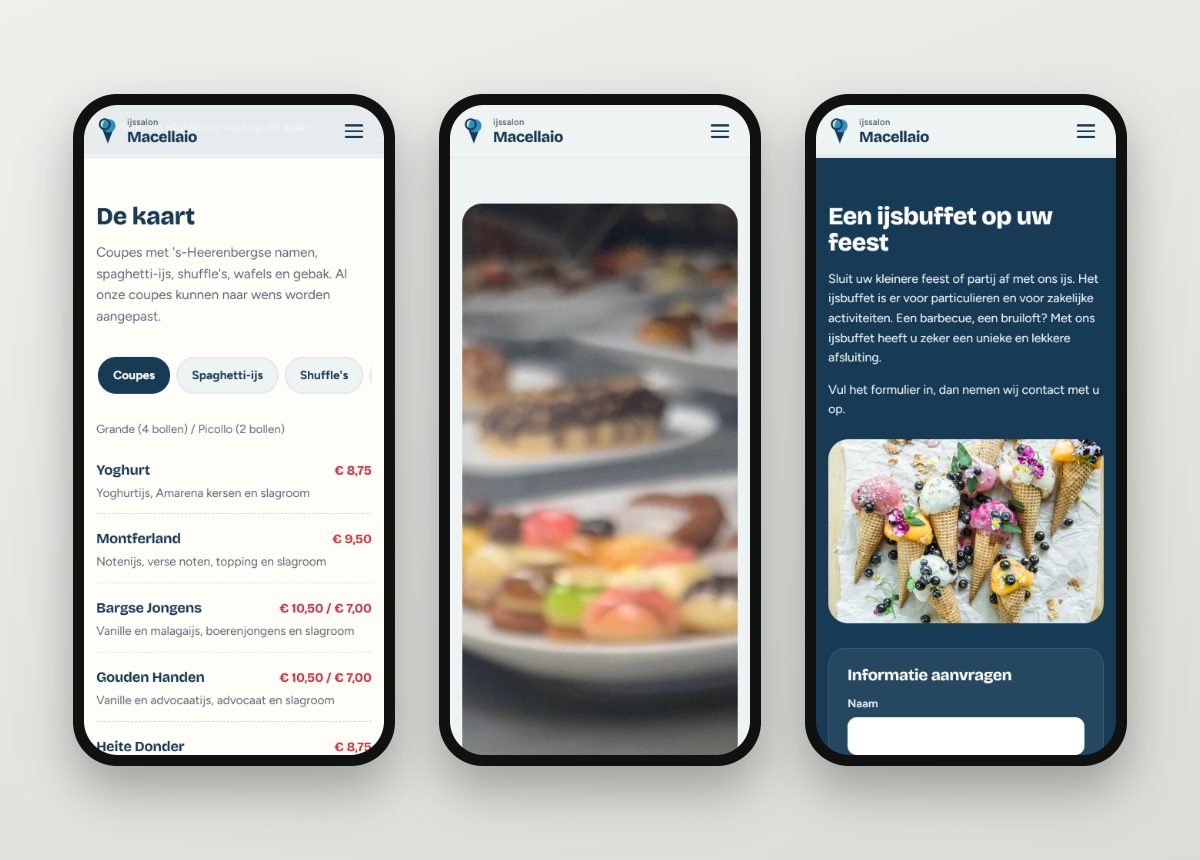 ijssalon
Macellaio
vast op de kaart
De kaart
Coupes met 's-Heerenbergse namen,
spaghetti-ijs, shuffle's, wafels en gebak. Al
onze coupes kunnen naar wens worden
aangepast.
Coupes
Spaghetti-ijs
Shuffle's
Grande (4 bollen) / Picollo (2 bollen)
Yoghurt € 8,75
Yoghurtijs, Amarena kersen en slagroom
Montferland € 9,50
Notenijs, verse noten, topping en slagroom
Bargse Jongens € 10,50 / € 7,00
Vanille en malagaijs, boerenjongens en slagroom
Gouden Handen € 10,50 / € 7,00
Vanille en advocaatijs, advocaat en slagroom
Heite Donder € 8,75
ijssalon
Macellaio
ijssalon
Macellaio
Een ijsbuffet op uw
feest
Sluit uw kleinere feest of partij af met ons ijs. Het
ijsbuffet is er voor particulieren en voor zakelijke
activiteiten. Een barbecue, een bruiloft? Met ons
ijsbuffet heeft u zeker een unieke en lekkere
afsluiting.
Vul het formulier in, dan nemen wij contact met u
op.
Informatie aanvragen
Naam